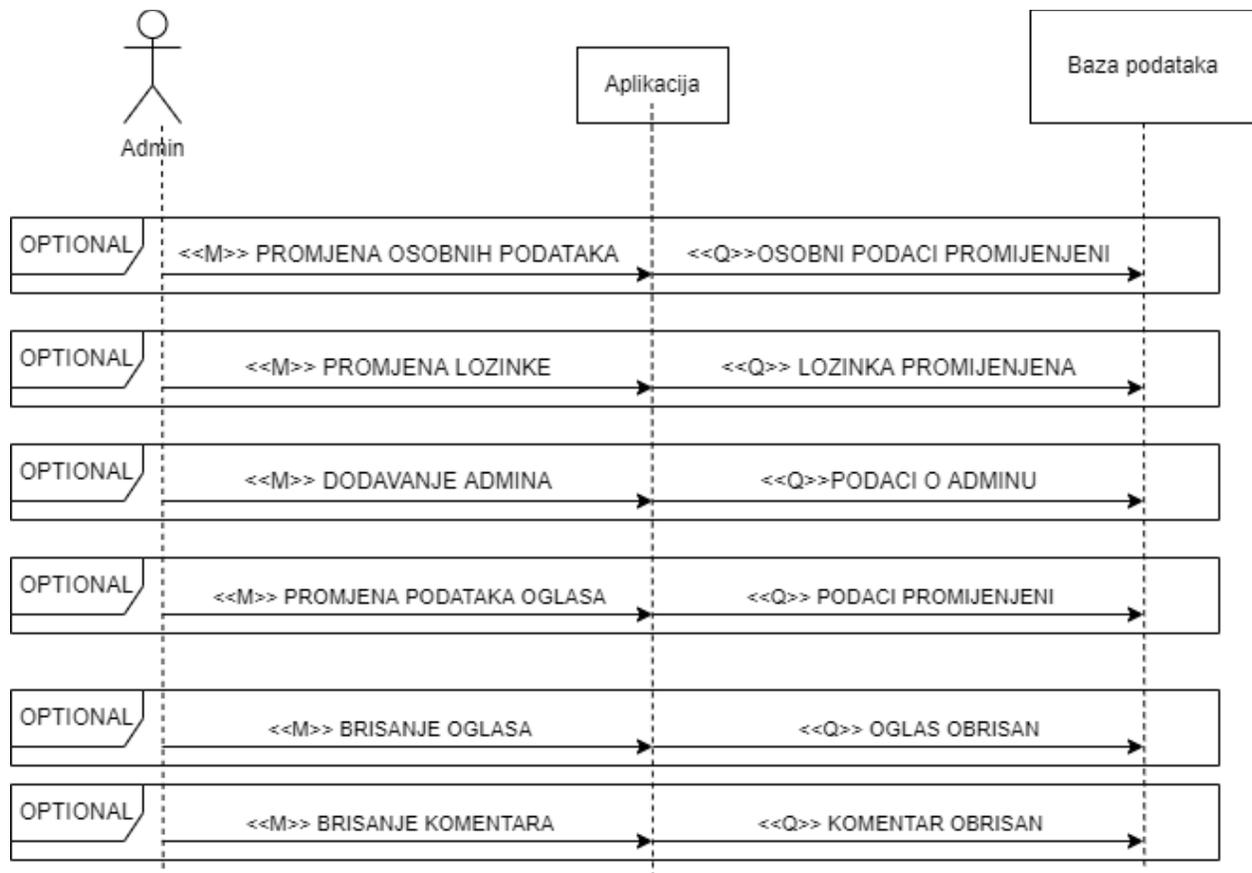 Admin
Aplikacija
Baza podataka
OPTIONAL
<<M>> PROMJENA OSOBNIH PODATAKA
<<Q>>OSOBNI PODACI PROMIJENJENI
OPTIONAL
<<M>> PROMJENA LOZINKE
<<Q>> LOZINKA PROMIJENJENA
OPTIONAL
<<M>> DODAVANJE ADMINA
<<Q>>PODACI O ADMINU
OPTIONAL
<<M>> PROMJENA PODATAKA OGLASA
<<Q>> PODACI PROMIJENJENI
OPTIONAL
<<M>> BRISANJE OGLASA
<<Q>> OGLAS OBRISAN
OPTIONAL
<<M>> BRISANJE KOMENTARA
<<Q>> KOMENTAR OBRISAN